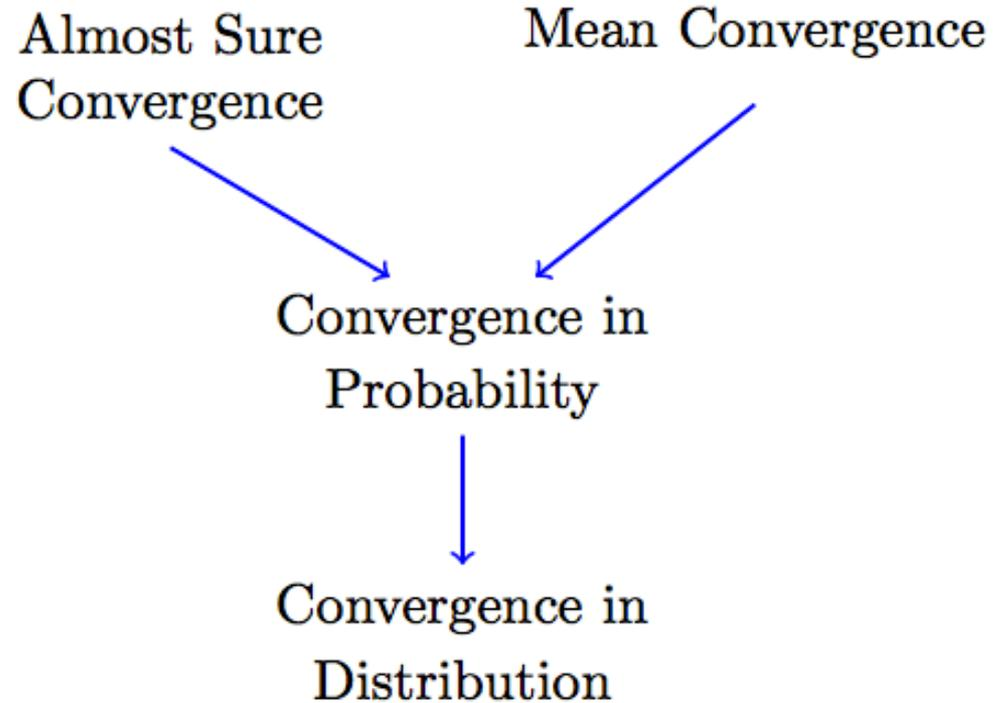 Almost Sure
Convergence
Mean Convergence
Convergence in
Probability
Convergence in
Distribution